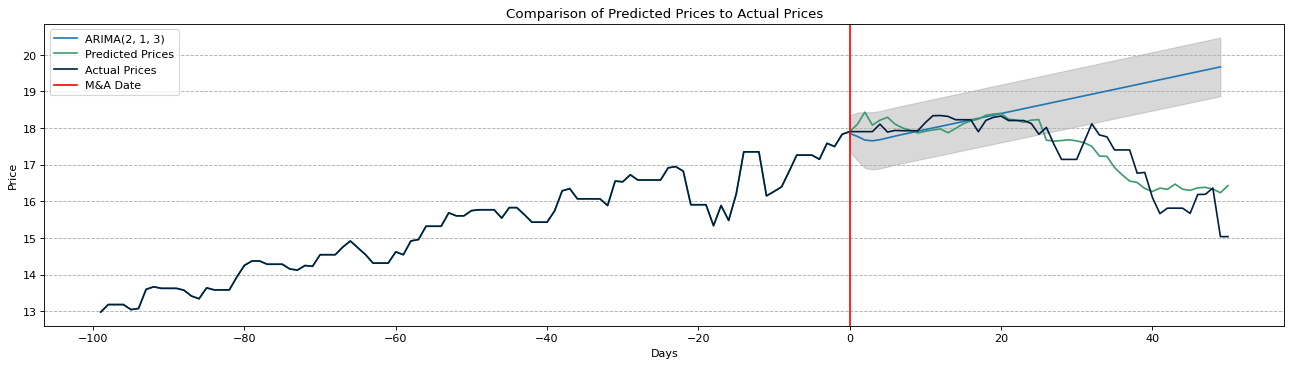 Comparison of Predicted Prices to Actual Prices
ARIMA(2, 1, 3)
Predicted Prices
Actual Prices
M&A Date
20
19
18
17
16
15
14
13
Price
−100
−80
−60
−40
−20
0
20
40
Days